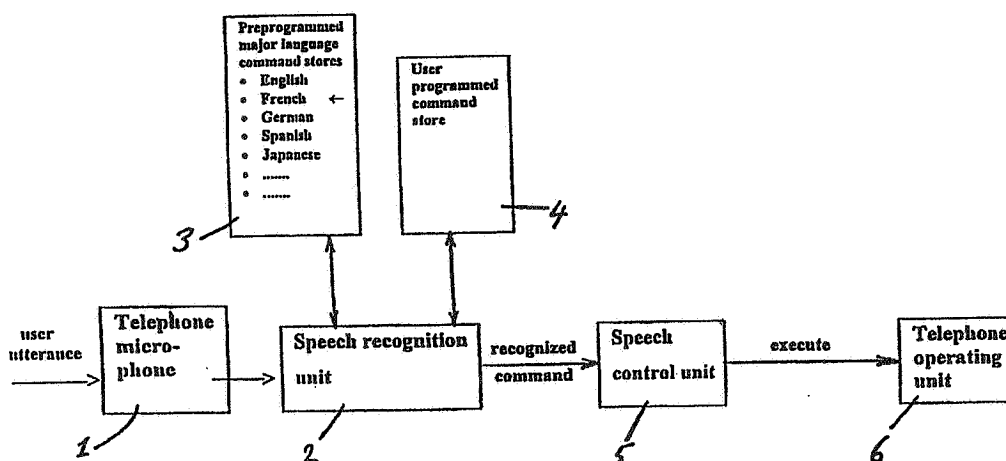 Preprogrammed
major language
command stores
• English
• French ←
• German
• Spanish
• Japanese
• .......
• .......
3
User
programmed
command
store
4
user
utterance
Telephone
micro-
phone
1
Speech recognition
unit
2
recognized
command
Speech
control unit
5
execute
Telephone
operating
unit
6